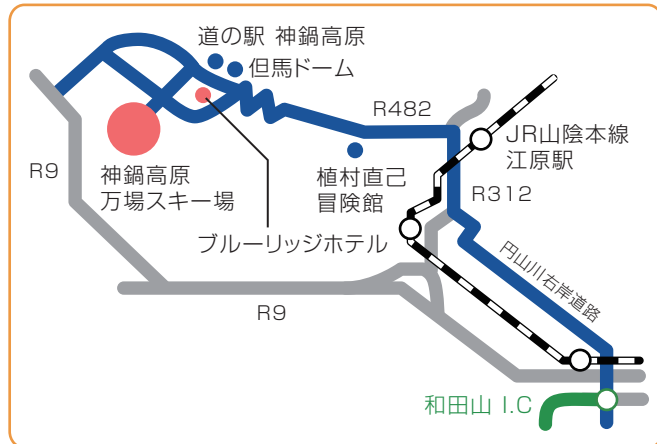 道の駅 神鍋高原
但馬ドーム
R482
JR山陰本線
江原駅
R9
神鍋高原
万場スキー場
植村直己
冒険館
R312
ブルーリッジホテル
円山川右岸道路
R9
和田山 I.C